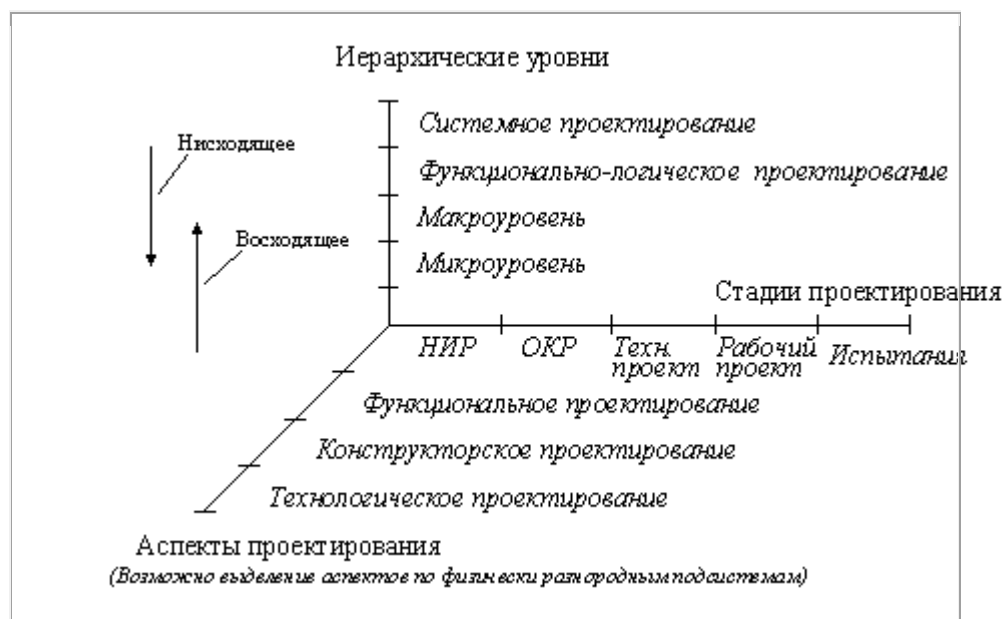 Иерархические уровни
Системное проектирование
Нисходящее
Функционально-логическое проектирование
Макроуровень
Восходящее
Микроуровень
Стадии проектирования
НИР
ОКР
Техн.
проект
Рабочий
проект
Испытания
Функциональное проектирование
Конструкторское проектирование
Технологическое проектирование
Аспекты проектирования
(Возможно выделение аспектов по физически разнородным подсистемам)